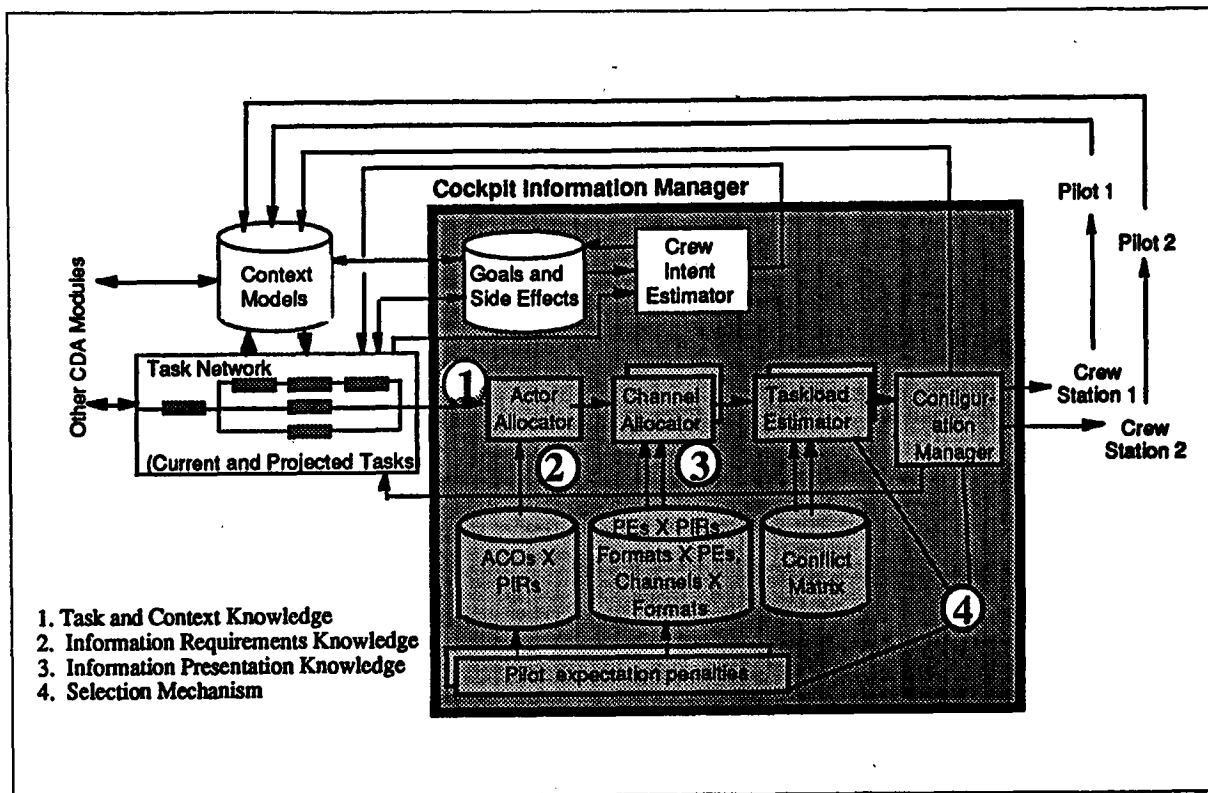 Cockpit Information Manager
Pilot 1
Pilot 2
Other CDA Modules
Context
Models
Goals and
Side Effects
Crew
Intent
Estimator
Task Network
(Current and Projected Tasks)
1
Actor
Allocator
2
Channel
Allocator
3
Taskload
Estimator
Configur-
ation
Manager
Crew
Station 1
Crew
Station 2
ACOs X
PIRs
PEs X PIRs,
Formats X PEs,
Channels X
Formats
Conflict
Matrix
4
Pilot expectation penalties
1. Task and Context Knowledge
2. Information Requirements Knowledge
3. Information Presentation Knowledge
4. Selection Mechanism